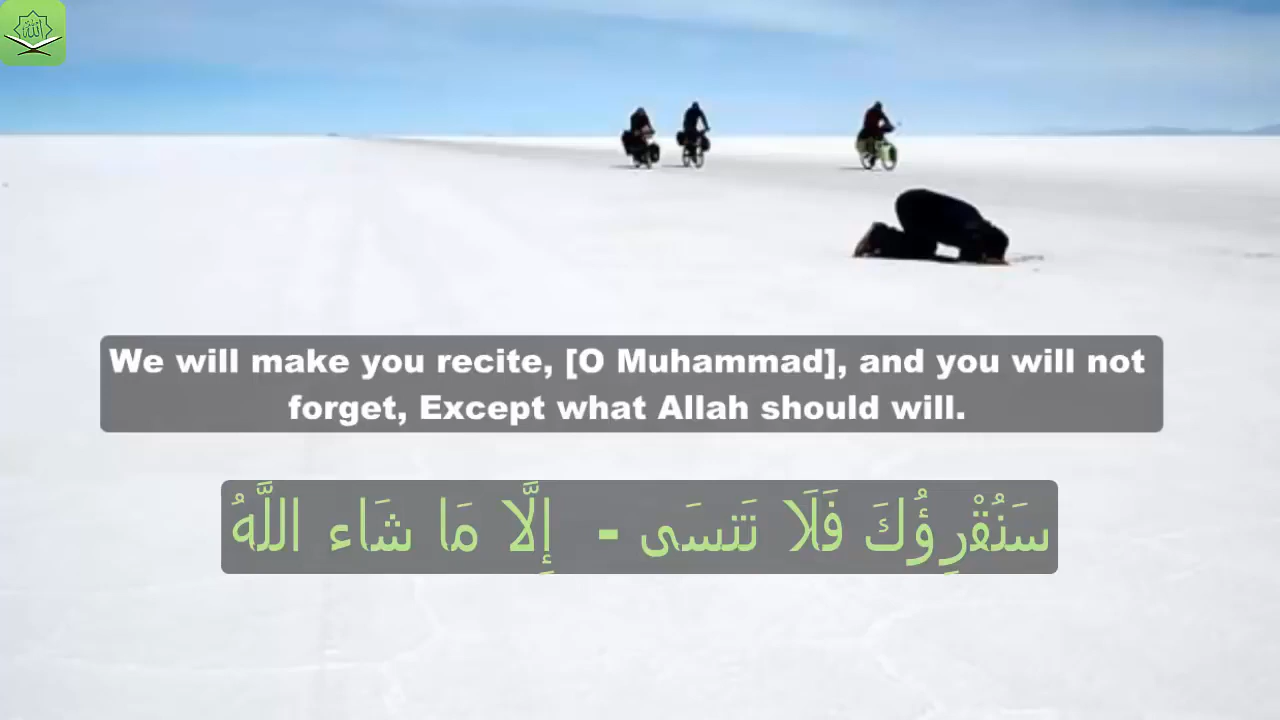 الله
We will make you recite, [O Muhammad], and you will not
forget, Except what Allah should will.
سَنُقْرِؤُكَ فَلَا تَنسَى - إِلَّا مَا شَاء اللَّهُ